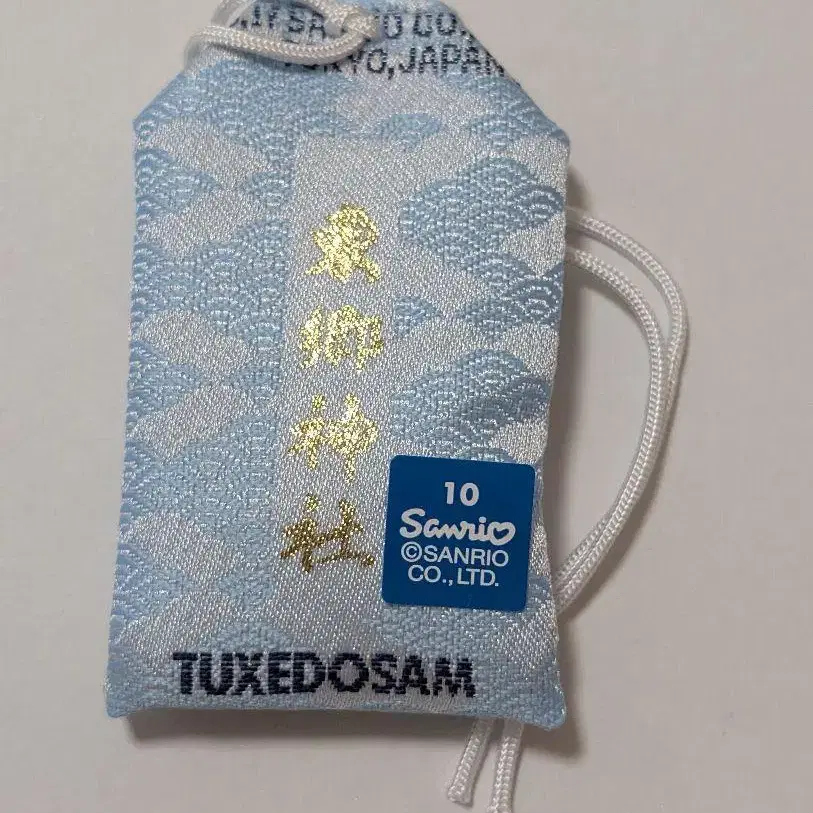 TOKYO,JAPAN
東郷神社
10
Sanrio
©SANRIO
CO.,LTD.
TUXEDOSAM